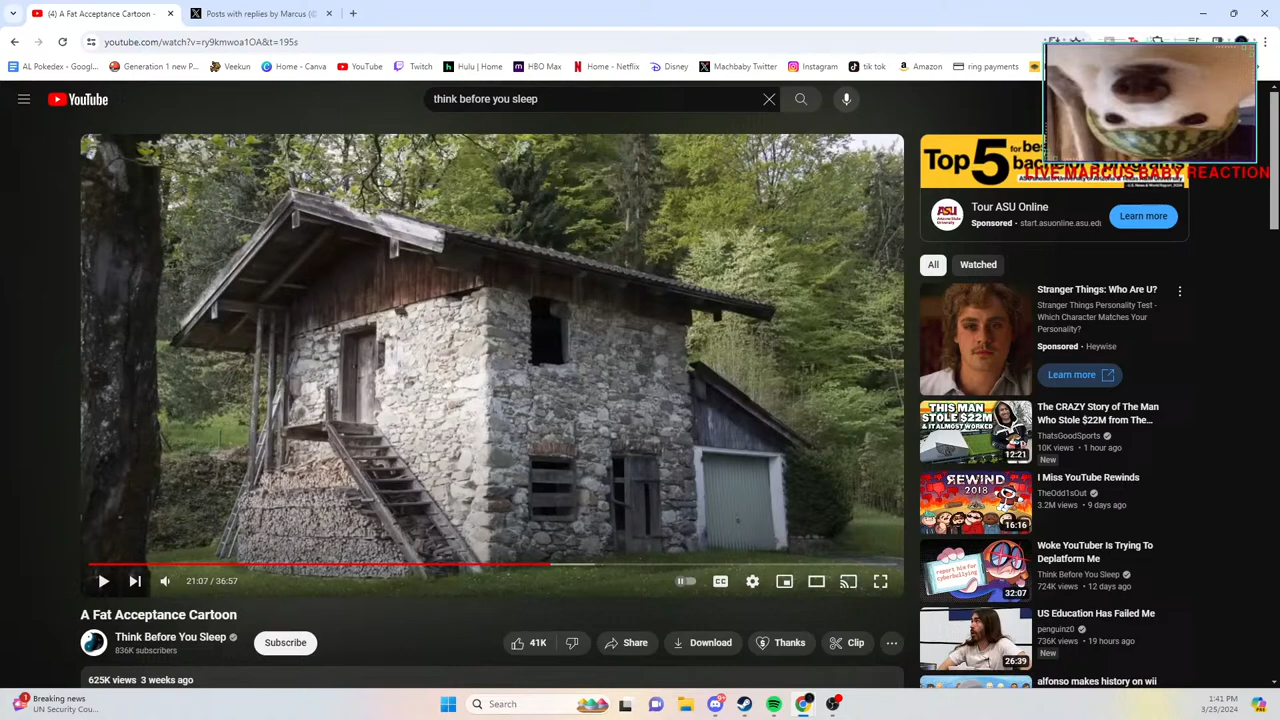 (4) A Fat Acceptance Cartoon -
Posts with replies by Marcus (@
youtube.com/watch?v=ry9kmwoa1OA&t=195s
AL Pokedex - Googl...
Generation 1 new P...
Veekun
Home - Canva
YouTube
Twitch
Hulu | Home
HBO Max
Home - Netflix
Disney
Machbaby Twitter
Instagram
tik tok
Amazon
ring payments
YouTube
think before you sleep
Top 5 for
LIVE MARCUS BABY REACTION
Tour ASU Online
Sponsored · start.asuonline.asu.edu
Learn more
All
Watched
Stranger Things: Who Are U?
Stranger Things Personality Test -
Which Character Matches Your
Personality?
Sponsored · Heywise
Learn more
THIS MAN
STOLE $22M
& IT ALMOST WORKED
12:21
The CRAZY Story of The Man
Who Stole $22M from The...
ThatsGoodSports
10K views · 1 hour ago
New
REWIND
2018
16:16
I Miss YouTube Rewinds
TheOdd1sOut
3.2M views · 9 days ago
report him for
cyberbullying
32:07
Woke YouTuber Is Trying To
Deplatform Me
Think Before You Sleep
724K views · 12 days ago
26:39
US Education Has Failed Me
penguinz0
736K views · 19 hours ago
New
alfonso makes history on wii
21:07 / 36:57
A Fat Acceptance Cartoon
Think Before You Sleep
836K subscribers
Subscribe
41K
Share
Download
Thanks
Clip
625K views 3 weeks ago
Breaking news
UN Security Cou...
Search
1:41 PM
3/25/2024